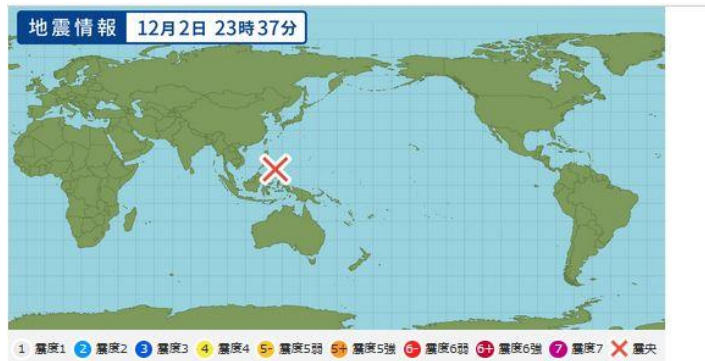 地震情報 12月2日 23時37分
1 震度1 2 震度2 3 震度3 4 震度4 5- 震度5弱 5+ 震度5強 6- 震度6弱 6+ 震度6強 7 震度7 震央